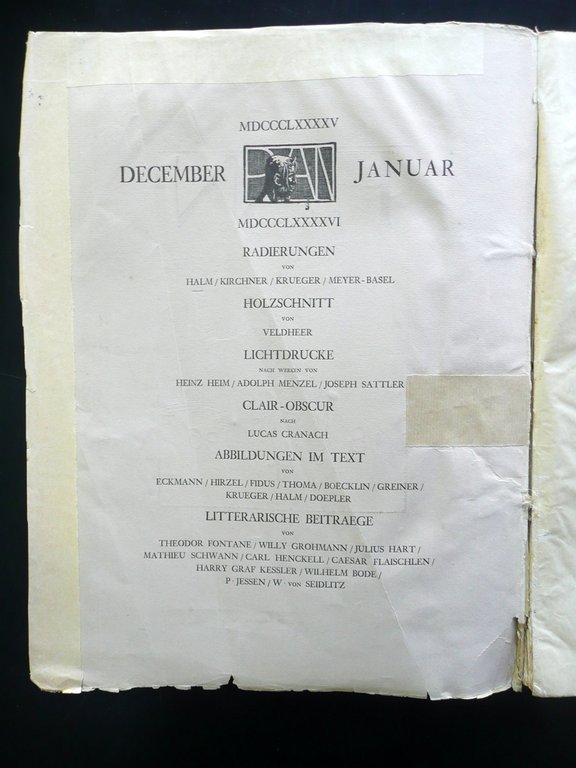 MDCCCLXXXXV
DECEMBER PAN JANUAR
MDCCCLXXXXVI
RADIERUNGEN
VON
HALM / KIRCHNER / KRUEGER / MEYER-BASEL
HOLZSCHNITT
VON
VELDHEER
LICHTDRUCKE
NACH WERKEN VON
HEINZ HEIM / ADOLPH MENZEL / JOSEPH SATTLER
CLAIR-OBSCUR
NACH
LUCAS CRANACH
ABBILDUNGEN IM TEXT
VON
ECKMANN / HIRZEL / FIDUS / THOMA / BOECKLIN / GREINER /
KRUEGER / HALM / DOEPLER
LITTERARISCHE BEITRAEGE
VON
THEODOR FONTANE / WILLY GROHMANN / JULIUS HART /
MATHIEU SCHWANN / CARL HENCKELL / CAESAR FLAISCHLEN /
HARRY GRAF KESSLER / WILHELM BODE /
P · JESSEN / W · VON SEIDLITZ